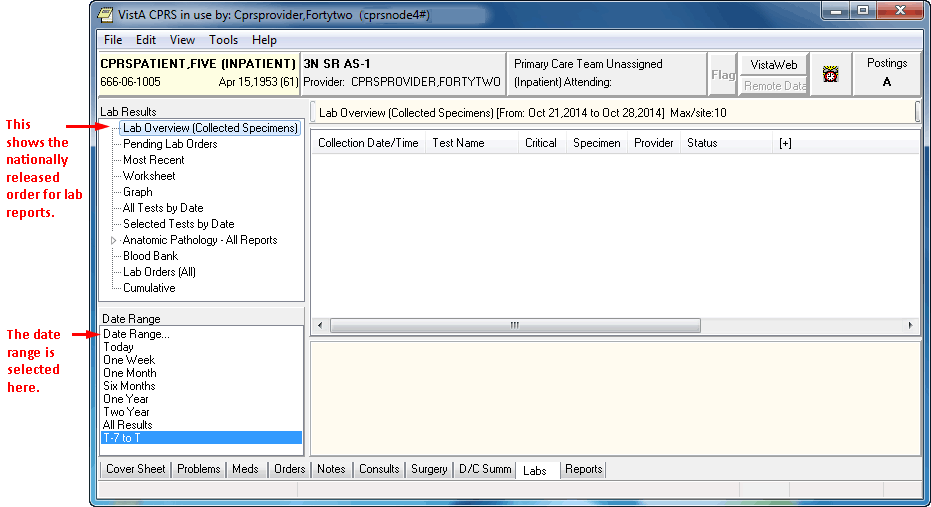 VistA CPRS in use by: Cprsprovider,Fortytwo (cprsnode4#)
File Edit View Tools Help
CPRSPATIENT,FIVE (INPATIENT) 3N SR AS-1 Primary Care Team Unassigned Flag VistaWeb Postings
666-06-1005 Apr 15,1953 (61) Provider: CPRSPROVIDER,FORTYTWO (Inpatient) Attending: Remote Data A
Lab Results
Lab Overview (Collected Specimens) [From: Oct 21,2014 to Oct 28,2014] Max/site:10
This
shows the
nationally
released
order for lab
reports.
Lab Overview (Collected Specimens)
Pending Lab Orders
Most Recent
Worksheet
Graph
All Tests by Date
Selected Tests by Date
Anatomic Pathology - All Reports
Blood Bank
Lab Orders (All)
Cumulative
Collection Date/Time Test Name Critical Specimen Provider Status [+]
Date Range
The date
range is
selected
here.
Date Range...
Today
One Week
One Month
Six Months
One Year
Two Year
All Results
T-7 to T
Cover Sheet Problems Meds Orders Notes Consults Surgery D/C Summ Labs Reports